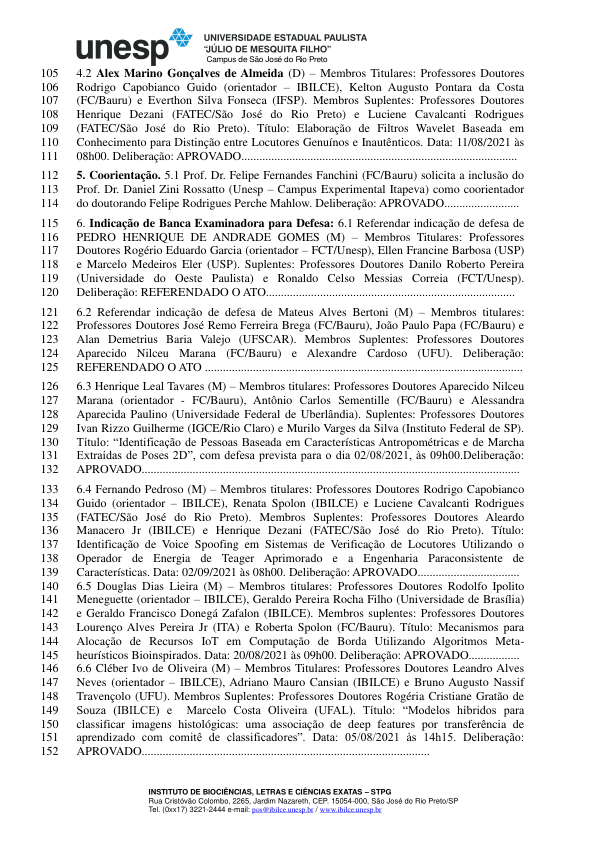 unesp
UNIVERSIDADE ESTADUAL PAULISTA
“JÚLIO DE MESQUITA FILHO”
Campus de São José do Rio Preto
105 4.2 Alex Marino Gonçalves de Almeida (D) – Membros Titulares: Professores Doutores
106 Rodrigo Capobianco Guido (orientador – IBILCE), Kelton Augusto Pontara da Costa
107 (FC/Bauru) e Everthon Silva Fonseca (IFSP). Membros Suplentes: Professores Doutores
108 Henrique Dezani (FATEC/São José do Rio Preto) e Luciene Cavalcanti Rodrigues
109 (FATEC/São José do Rio Preto). Título: Elaboração de Filtros Wavelet Baseada em
110 Conhecimento para Distinção entre Locutores Genuínos e Inautênticos. Data: 11/08/2021 às
111 08h00. Deliberação: APROVADO........................................................................................
112 5. Coorientação. 5.1 Prof. Dr. Felipe Fernandes Fanchini (FC/Bauru) solicita a inclusão do
113 Prof. Dr. Daniel Zini Rossatto (Unesp – Campus Experimental Itapeva) como coorientador
114 do doutorando Felipe Rodrigues Perche Mahlow. Deliberação: APROVADO.........................
115 6. Indicação de Banca Examinadora para Defesa: 6.1 Referendar indicação de defesa de
116 PEDRO HENRIQUE DE ANDRADE GOMES (M) – Membros Titulares: Professores
117 Doutores Rogério Eduardo Garcia (orientador – FCT/Unesp), Ellen Francine Barbosa (USP)
118 e Marcelo Medeiros Eler (USP). Suplentes: Professores Doutores Danilo Roberto Pereira
119 (Universidade do Oeste Paulista) e Ronaldo Celso Messias Correia (FCT/Unesp).
120 Deliberação: REFERENDADO O ATO...............................................................................
121 6.2 Referendar indicação de defesa de Mateus Alves Bertoni (M) – Membros titulares:
122 Professores Doutores José Remo Ferreira Brega (FC/Bauru), João Paulo Papa (FC/Bauru) e
123 Alan Demetrius Baria Valejo (UFSCAR). Membros Suplentes: Professores Doutores
124 Aparecido Nilceu Marana (FC/Bauru) e Alexandre Cardoso (UFU). Deliberação:
125 REFERENDADO O ATO .....................................................................................................
126 6.3 Henrique Leal Tavares (M) – Membros titulares: Professores Doutores Aparecido Nilceu
127 Marana (orientador - FC/Bauru), Antônio Carlos Sementille (FC/Bauru) e Alessandra
128 Aparecida Paulino (Universidade Federal de Uberlândia). Suplentes: Professores Doutores
129 Ivan Rizzo Guilherme (IGCE/Rio Claro) e Murilo Varges da Silva (Instituto Federal de SP).
130 Título: “Identificação de Pessoas Baseada em Características Antropométricas e de Marcha
131 Extraídas de Poses 2D”, com defesa prevista para o dia 02/08/2021, às 09h00.Deliberação:
132 APROVADO........................................................................................................................
133 6.4 Fernando Pedroso (M) – Membros titulares: Professores Doutores Rodrigo Capobianco
134 Guido (orientador – IBILCE), Renata Spolon (IBILCE) e Luciene Cavalcanti Rodrigues
135 (FATEC/São José do Rio Preto). Membros Suplentes: Professores Doutores Aleardo
136 Manacero Jr (IBILCE) e Henrique Dezani (FATEC/São José do Rio Preto). Título:
137 Identificação de Voice Spoofing em Sistemas de Verificação de Locutores Utilizando o
138 Operador de Energia de Teager Aprimorado e a Engenharia Paraconsistente de
139 Características. Data: 02/09/2021 às 08h00. Deliberação: APROVADO.................................
140 6.5 Douglas Dias Lieira (M) – Membros titulares: Professores Doutores Rodolfo Ipolito
141 Meneguette (orientador – IBILCE), Geraldo Pereira Rocha Filho (Universidade de Brasília)
142 e Geraldo Francisco Donegá Zafalon (IBILCE). Membros suplentes: Professores Doutores
143 Lourenço Alves Pereira Jr (ITA) e Roberta Spolon (FC/Bauru). Título: Mecanismos para
144 Alocação de Recursos IoT em Computação de Borda Utilizando Algoritmos Meta-
145 heurísticos Bioinspirados. Data: 20/08/2021 às 09h00. Deliberação: APROVADO................
146 6.6 Cléber Ivo de Oliveira (M) – Membros Titulares: Professores Doutores Leandro Alves
147 Neves (orientador – IBILCE), Adriano Mauro Cansian (IBILCE) e Bruno Augusto Nassif
148 Travençolo (UFU). Membros Suplentes: Professores Doutores Rogéria Cristiane Gratão de
149 Souza (IBILCE) e Marcelo Costa Oliveira (UFAL). Título: “Modelos híbridos para
150 classificar imagens histológicas: uma associação de deep features por transferência de
151 aprendizado com comitê de classificadores”. Data: 05/08/2021 às 14h15. Deliberação:
152 APROVADO...........................................................................................
INSTITUTO DE BIOCIÊNCIAS, LETRAS E CIÊNCIAS EXATAS – STPG
Rua Cristóvão Colombo, 2265, Jardim Nazareth, CEP. 15054-000, São José do Rio Preto/SP
Tel. (0xx17) 3221-2444 e-mail: pos@ibilce.unesp.br / www.ibilce.unesp.br